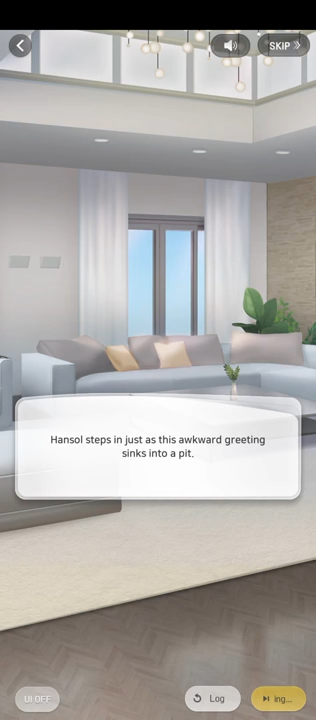 SKIP
Hansol steps in just as this awkward greeting
sinks into a pit.
UI OFF
Log
ing...